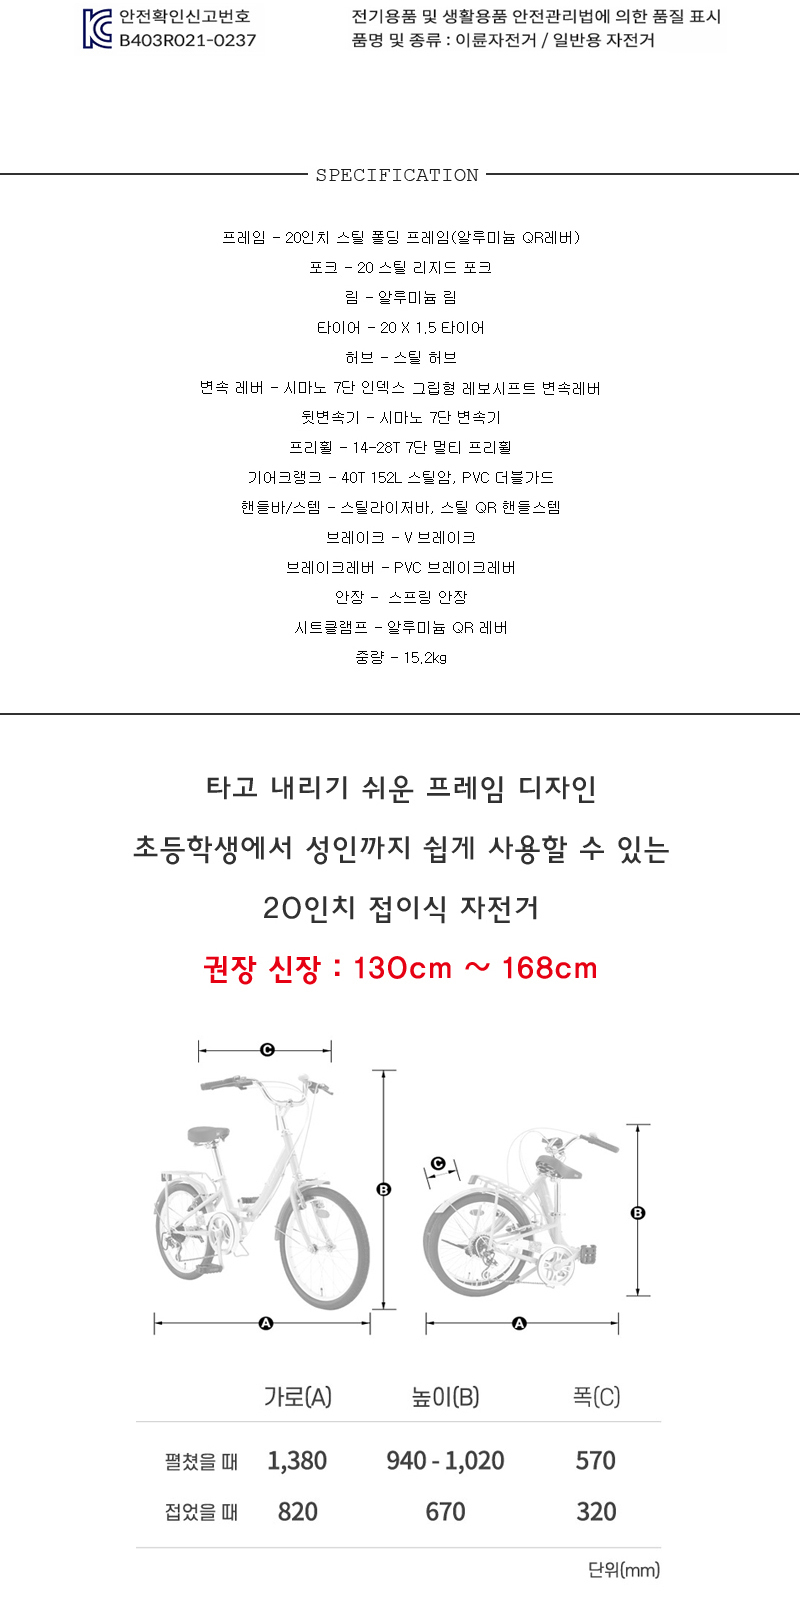 안전확인신고번호
B403R021-0237
전기용품 및 생활용품 안전관리법에 의한 품질 표시
품명 및 종류 : 이륜자전거 / 일반용 자전거
SPECIFICATION
프레임 - 20인치 스틸 폴딩 프레임(알루미늄 QR레버)
포크 - 20 스틸 리지드 포크
림 - 알루미늄 림
타이어 - 20 X 1.5 타이어
허브 - 스틸 허브
변속 레버 - 시마노 7단 인덱스 그립형 레보시프트 변속레버
뒷변속기 - 시마노 7단 변속기
프리휠 - 14-28T 7단 멀티 프리휠
기어크랭크 - 40T 152L 스틸암, PVC 더블가드
핸들바/스템 - 스틸라이저바, 스틸 QR 핸들스템
브레이크 - V 브레이크
브레이크레버 - PVC 브레이크레버
안장 - 스프링 안장
시트클램프 - 알루미늄 QR 레버
중량 - 15.2kg
타고 내리기 쉬운 프레임 디자인
초등학생에서 성인까지 쉽게 사용할 수 있는
20인치 접이식 자전거
권장 신장 : 130cm ~ 168cm
C
B
A
C
B
A
가로(A) 높이(B) 폭(C)
펼쳤을 때 1,380 940 - 1,020 570
접었을 때 820 670 320
단위(mm)